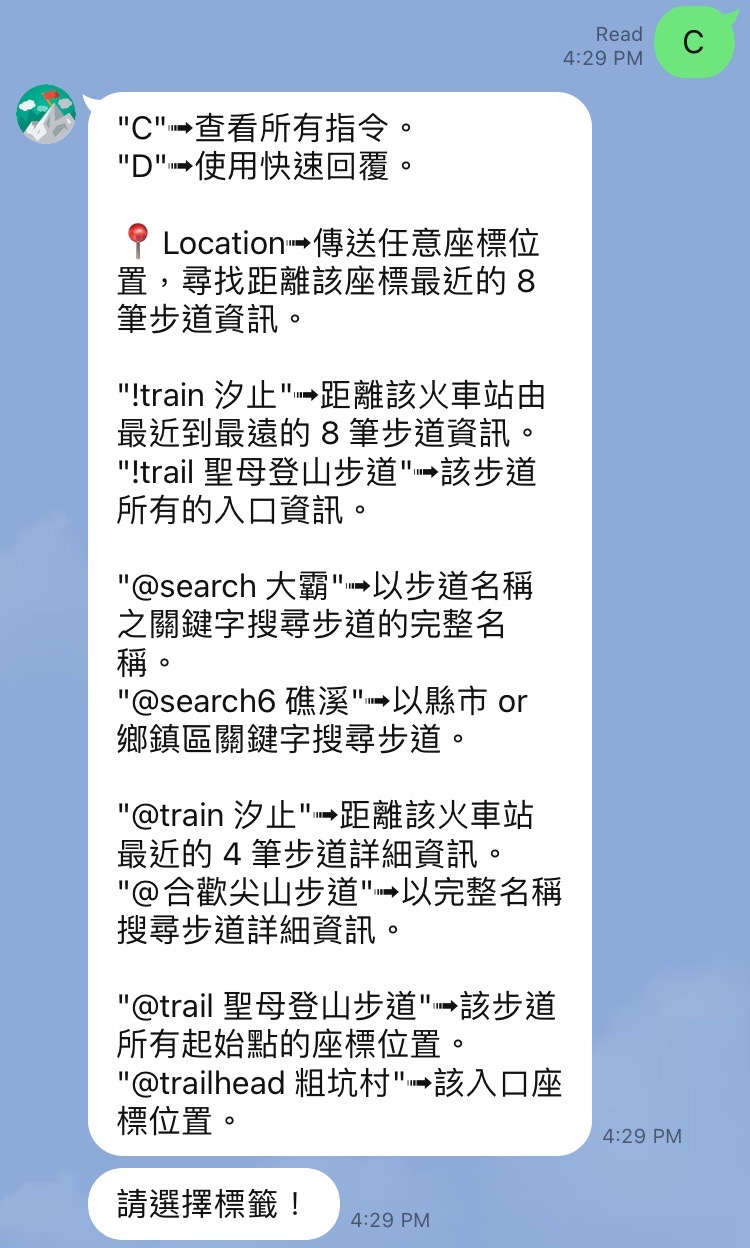 Read
4:29 PM
C
"C"➟查看所有指令。
"D"➟使用快速回覆。
📍 Location➟傳送任意座標位
置，尋找距離該座標最近的 8
筆步道資訊。
"!train 汐止"➟距離該火車站由
最近到最遠的 8 筆步道資訊。
"!trail 聖母登山步道"➟該步道
所有的入口資訊。
"@search 大霸"➟以步道名稱
之關鍵字搜尋步道的完整名
稱。
"@search6 礁溪"➟以縣市 or
鄉鎮區關鍵字搜尋步道。
"@train 汐止"➟距離該火車站
最近的 4 筆步道詳細資訊。
"@合歡尖山步道"➟以完整名稱
搜尋步道詳細資訊。
"@trail 聖母登山步道"➟該步道
所有起始點的座標位置。
"@trailhead 粗坑村"➟該入口座
標位置。
4:29 PM
請選擇標籤！
4:29 PM